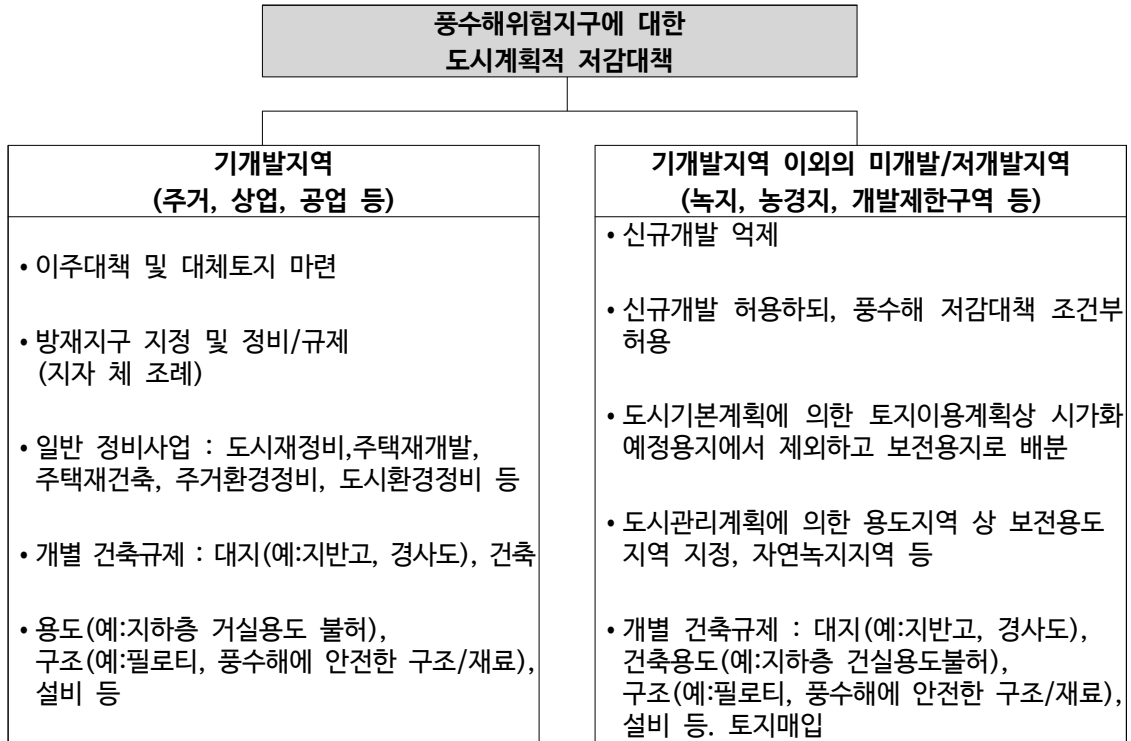 풍수해위험지구에 대한
도시계획적 저감대책
기개발지역
(주거, 상업, 공업 등)
• 이주대책 및 대체토지 마련
• 방재지구 지정 및 정비/규제
(지자 체 조례)
• 일반 정비사업 : 도시재정비,주택재개발,
주택재건축, 주거환경정비, 도시환경정비 등
• 개별 건축규제 : 대지(예:지반고, 경사도), 건축
• 용도(예:지하층 거실용도 불허),
구조(예:필로티, 풍수해에 안전한 구조/재료),
설비 등
기개발지역 이외의 미개발/저개발지역
(녹지, 농경지, 개발제한구역 등)
• 신규개발 억제
• 신규개발 허용하되, 풍수해 저감대책 조건부
허용
• 도시기본계획에 의한 토지이용계획상 시가화
예정용지에서 제외하고 보전용지로 배분
• 도시관리계획에 의한 용도지역 상 보전용도
지역 지정, 자연녹지지역 등
• 개별 건축규제 : 대지(예:지반고, 경사도),
건축용도(예:지하층 건실용도불허),
구조(예:필로티, 풍수해에 안전한 구조/재료),
설비 등. 토지매입